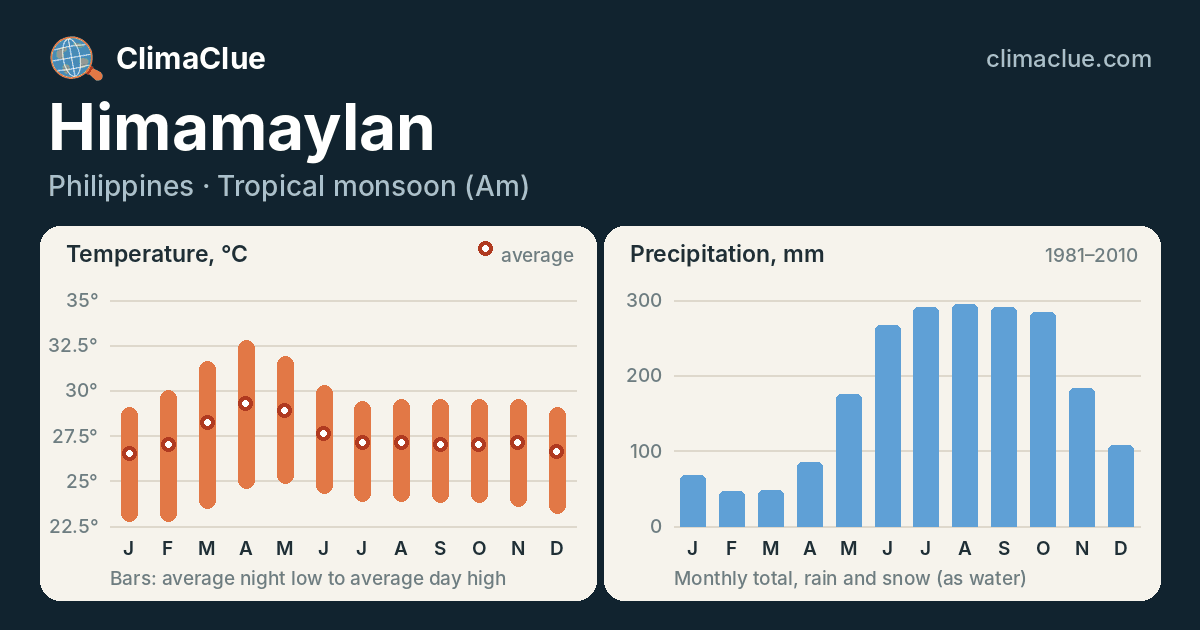 ClimaClue
climaclue.com
Himamaylan
Philippines · Tropical monsoon (Am)
Temperature, °C
average
35°
32.5°
30°
27.5°
25°
22.5°
J F M A M J J A S O N D
Bars: average night low to average day high
Precipitation, mm
1981–2010
300
200
100
0
J F M A M J J A S O N D
Monthly total, rain and snow (as water)